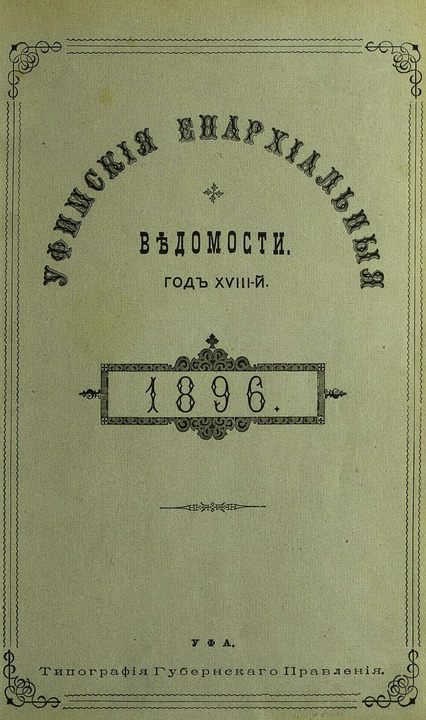 УФИМСКІЯ ЕПАРХІАЛЬНЫЯ
ВѢДОМОСТИ.
ГОДЪ XVIII-Й.
1896.
УФА.
Типографія Губернскаго Правленія.